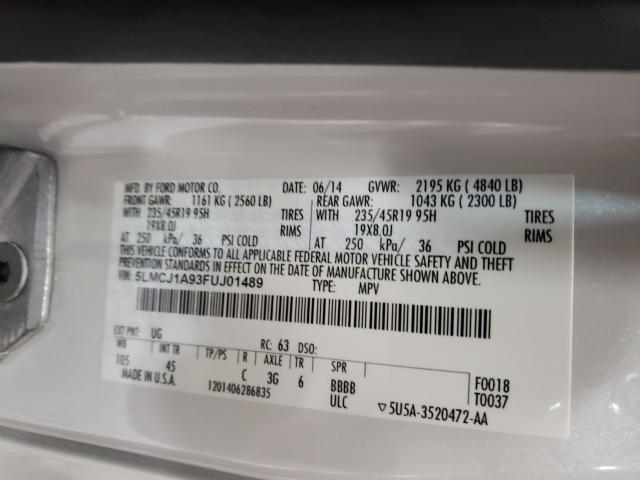 MFD. BY FORD MOTOR CO. DATE: 06/14 GVWR: 2195 KG ( 4840 LB)
FRONT GAWR: 1161 KG ( 2560 LB) REAR GAWR: 1043 KG ( 2300 LB)
WITH 235/45R19 95H TIRES WITH 235/45R19 95H TIRES
19X8.0J RIMS 19X8.0J RIMS
AT 250 kPa/ 36 PSI COLD AT 250 kPa/ 36 PSI COLD
THIS VEHICLE CONFORMS TO ALL APPLICABLE FEDERAL MOTOR VEHICLE SAFETY AND THEFT
PREVENTION STANDARDS IN EFFECT ON THE DATE OF MANUFACTURE SHOWN ABOVE.
VIN: 5LMCJ1A93FUJ01489 TYPE: MPV
EXT PNT: UG RC: 63 DSO:
WB INT TR TP/PS R AXLE TR SPR
105 45 C 3G 6 BBBB F0018
MADE IN U.S.A. 1201406286835 ULC T0037
▽5U5A-3520472-AA